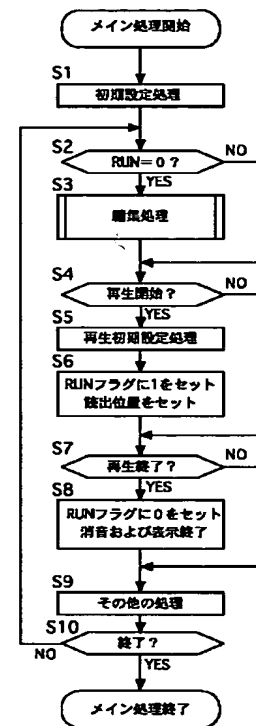 メイン処理開始
S1
初期設定処理
S2
RUN=0?
NO
YES
S3
編集処理
S4
再生開始?
NO
YES
S5
再生初期設定処理
S6
RUNフラグに1をセット
読出位置をセット
S7
再生終了?
NO
YES
S8
RUNフラグに0をセット
消音および表示終了
S9
その他の処理
S10
終了?
NO
YES
メイン処理終了